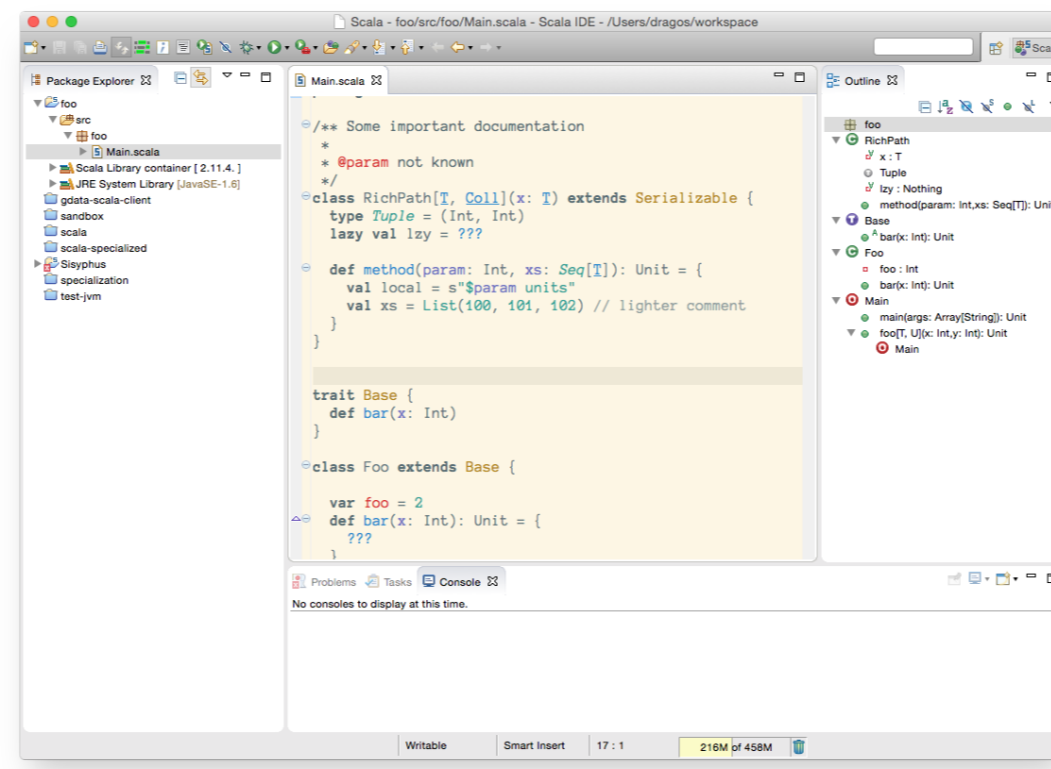 Scala - foo/src/foo/Main.scala - Scala IDE - /Users/dragos/workspace
Package Explorer
foo
src
foo
Main.scala
Scala Library container [ 2.11.4. ]
JRE System Library [JavaSE-1.6]
gdata-scala-client
sandbox
scala
scala-specialized
Sisyphus
specialization
test-jvm
Main.scala
/** Some important documentation
*
* @param not known
*/
class RichPath[T, Coll](x: T) extends Serializable {
type Tuple = (Int, Int)
lazy val lzy = ???
def method(param: Int, xs: Seq[T]): Unit = {
val local = s"$param units"
val xs = List(100, 101, 102) // lighter comment
}
}
trait Base {
def bar(x: Int)
}
class Foo extends Base {
var foo = 2
def bar(x: Int): Unit = {
???
}
Sca
Outline
foo
RichPath
x : T
Tuple
lzy : Nothing
method(param: Int,xs: Seq[T]): Uni
Base
bar(x: Int): Unit
Foo
foo : Int
bar(x: Int): Unit
Main
main(args: Array[String]): Unit
foo[T, U](x: Int,y: Int): Unit
Main
Problems Tasks Console
No consoles to display at this time.
Writable Smart Insert 17 : 1 216M of 458M